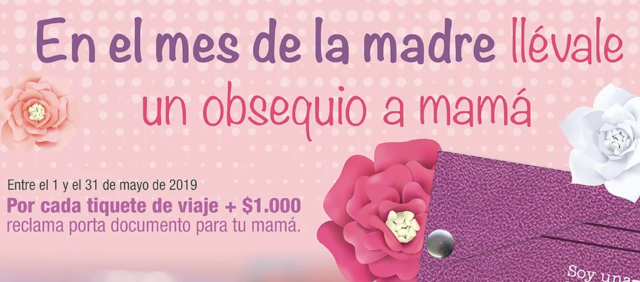 En el mes de la madre llévale
un obsequio a mamá
Entre el 1 y el 31 de mayo de 2019
Por cada tiquete de viaje + $1.000
reclama porta documento para tu mamá.
Soy una